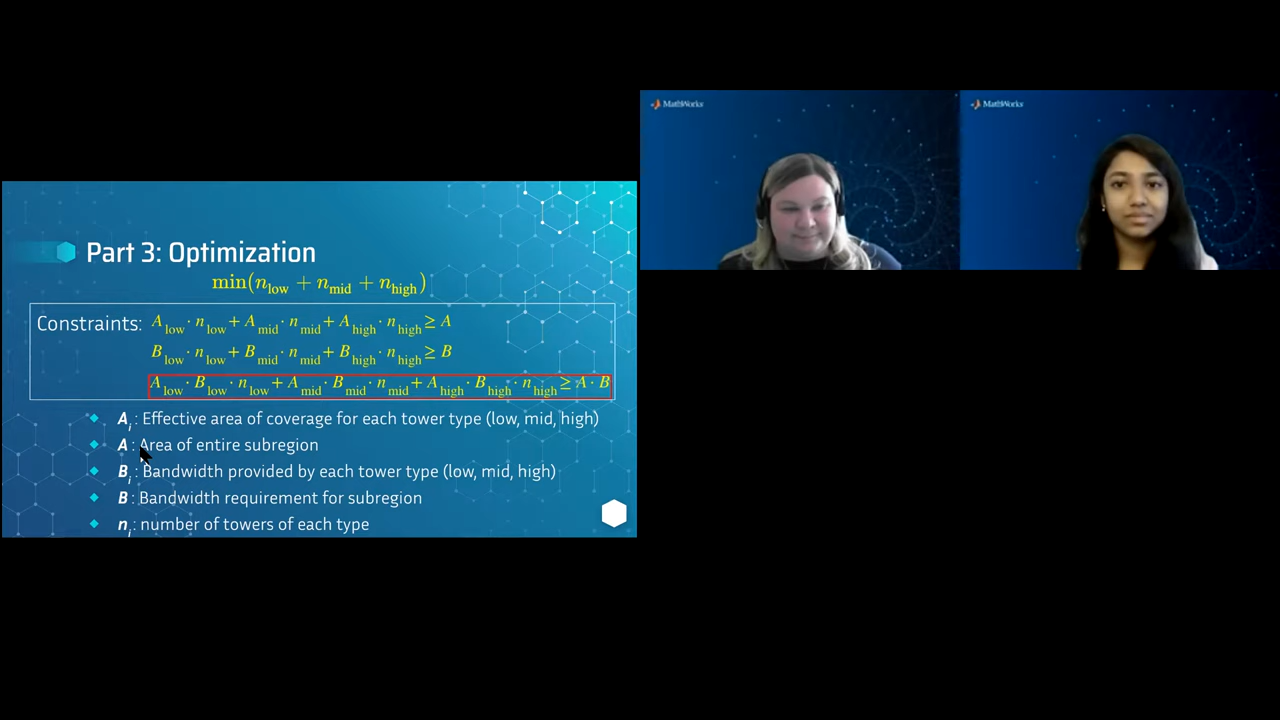 MathWorks
MathWorks
Part 3: Optimization
min(n_low + n_mid + n_high)
Constraints: A_low · n_low + A_mid · n_mid + A_high · n_high ≥ A
B_low · n_low + B_mid · n_mid + B_high · n_high ≥ B
A_low · B_low · n_low + A_mid · B_mid · n_mid + A_high · B_high · n_high ≥ A · B
A_i : Effective area of coverage for each tower type (low, mid, high)
A : Area of entire subregion
B_i : Bandwidth provided by each tower type (low, mid, high)
B : Bandwidth requirement for subregion
n_i : number of towers of each type